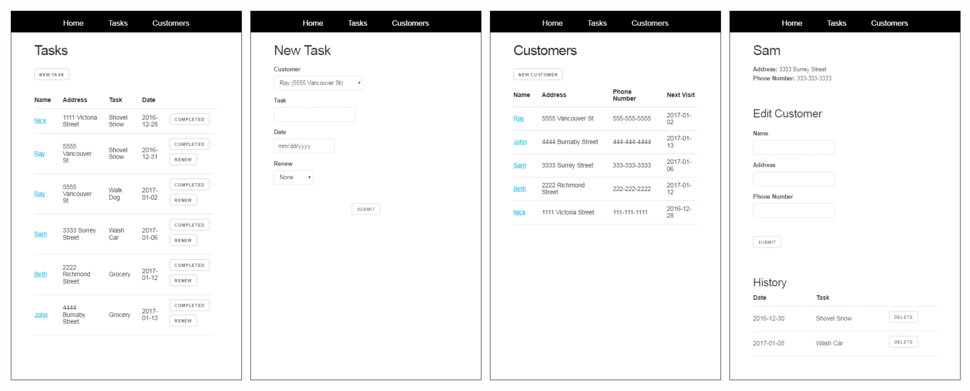 Home Tasks Customers
Tasks
NEW TASK
Name Address Task Date
Nick 1111 Victoria Street Shovel Snow 2016-12-28 COMPLETED
Ray 5555 Vancouver St Shovel Snow 2016-12-31 COMPLETED RENEW
Ray 5555 Vancouver St Walk Dog 2017-01-02 COMPLETED RENEW
Sam 3333 Surrey Street Wash Car 2017-01-06 COMPLETED RENEW
Beth 2222 Richmond Street Grocery 2017-01-12 COMPLETED RENEW
John 4444 Burnaby Street Grocery 2017-01-13 COMPLETED RENEW
Home Tasks Customers
New Task
Customer
Ray (5555 Vancouver St)
Task
Date
mm/dd/yyyy
Renew
None
SUBMIT
Home Tasks Customers
Customers
NEW CUSTOMER
Name Address Phone Number Next Visit
Ray 5555 Vancouver St 555-555-5555 2017-01-02
John 4444 Burnaby Street 444-444-4444 2017-01-13
Sam 3333 Surrey Street 333-333-3333 2017-01-06
Beth 2222 Richmond Street 222-222-2222 2017-01-12
Nick 1111 Victoria Street 111-111-1111 2016-12-28
Home Tasks Customers
Sam
Address: 3333 Surrey Street
Phone Number: 333-333-3333
Edit Customer
Name
Address
Phone Number
SUBMIT
History
Date Task
2016-12-30 Shovel Snow DELETE
2017-01-05 Wash Car DELETE